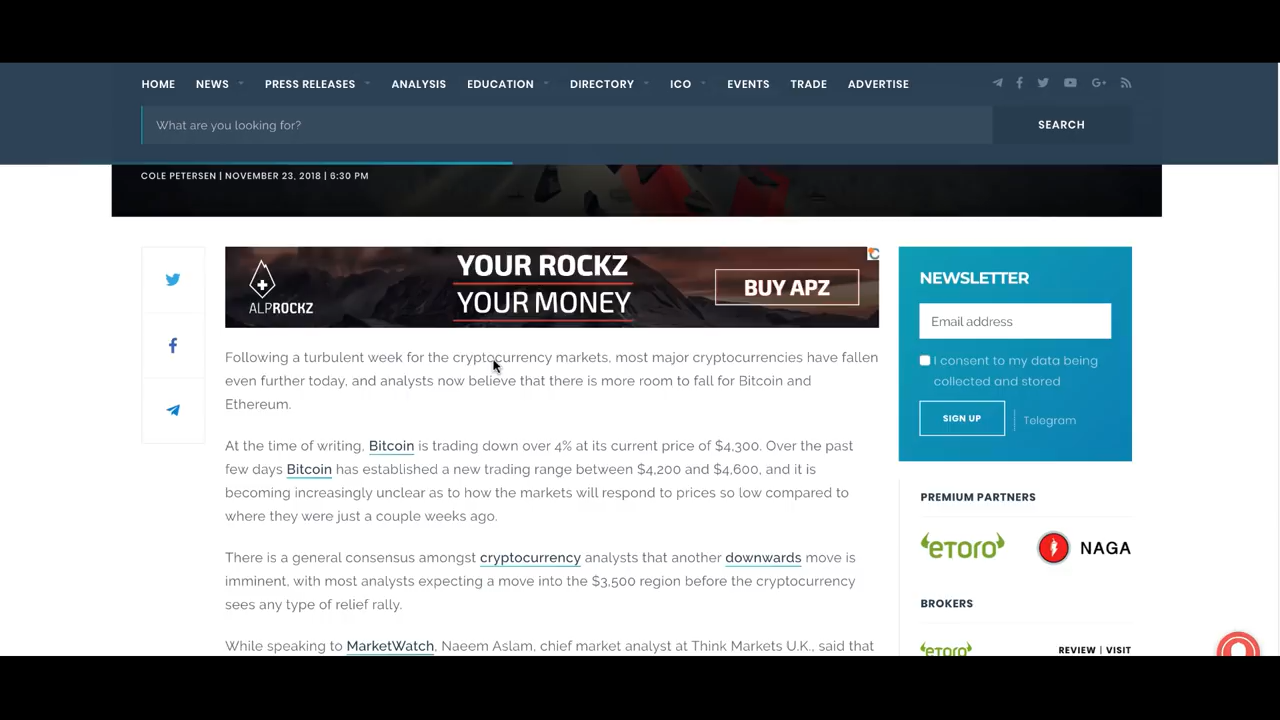 HOME NEWS PRESS RELEASES ANALYSIS EDUCATION DIRECTORY ICO EVENTS TRADE ADVERTISE
What are you looking for? SEARCH
COLE PETERSEN | NOVEMBER 23, 2018 | 6:30 PM
ALPROCKZ
YOUR ROCKZ
YOUR MONEY
BUY APZ
Following a turbulent week for the cryptocurrency markets, most major cryptocurrencies have fallen
even further today, and analysts now believe that there is more room to fall for Bitcoin and
Ethereum.
At the time of writing, Bitcoin is trading down over 4% at its current price of $4,300. Over the past
few days Bitcoin has established a new trading range between $4,200 and $4,600, and it is
becoming increasingly unclear as to how the markets will respond to prices so low compared to
where they were just a couple weeks ago.
There is a general consensus amongst cryptocurrency analysts that another downwards move is
imminent, with most analysts expecting a move into the $3,500 region before the cryptocurrency
sees any type of relief rally.
While speaking to MarketWatch, Naeem Aslam, chief market analyst at Think Markets U.K., said that
NEWSLETTER
Email address
I consent to my data being
collected and stored
SIGN UP Telegram
PREMIUM PARTNERS
eToro NAGA
BROKERS
eToro REVIEW | VISIT